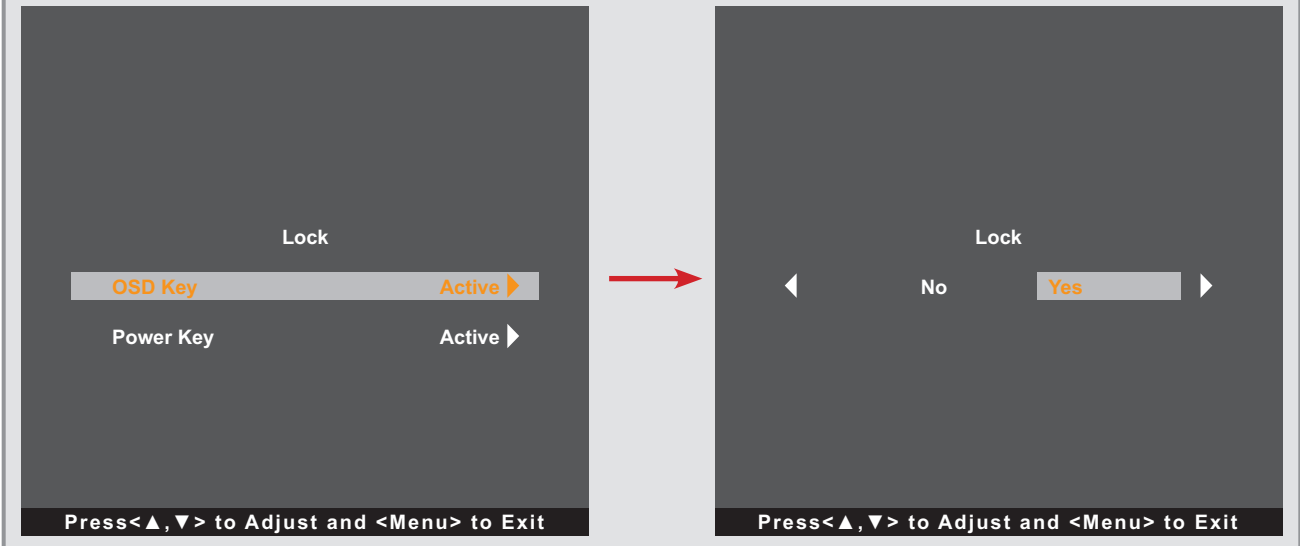 Lock
OSD Key Active
Power Key Active
Press<▲,▼> to Adjust and <Menu> to Exit
Lock
No Yes
Press<▲,▼> to Adjust and <Menu> to Exit